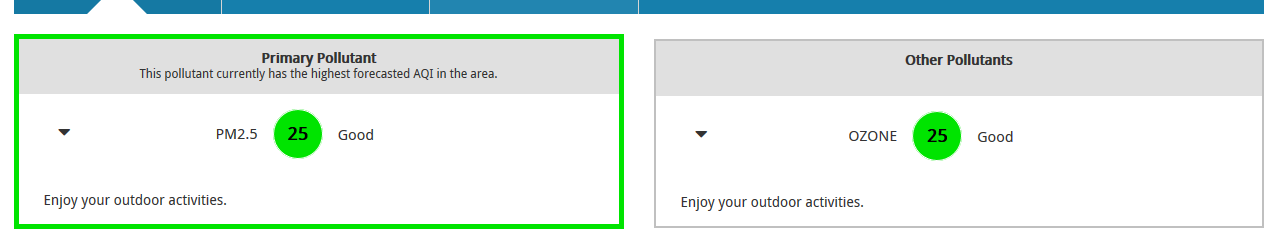 Primary Pollutant
This pollutant currently has the highest forecasted AQI in the area.
PM2.5 25 Good
Enjoy your outdoor activities.
Other Pollutants
OZONE 25 Good
Enjoy your outdoor activities.